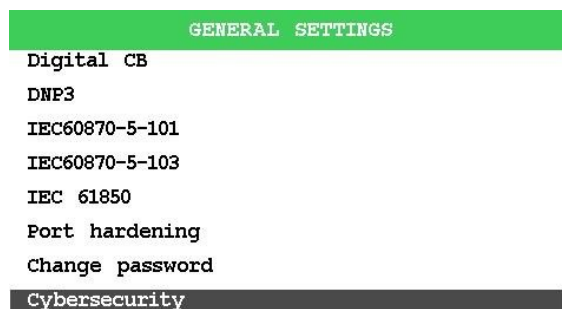 GENERAL SETTINGS
Digital CB
DNP3
IEC60870-5-101
IEC60870-5-103
IEC 61850
Port hardening
Change password
Cybersecurity